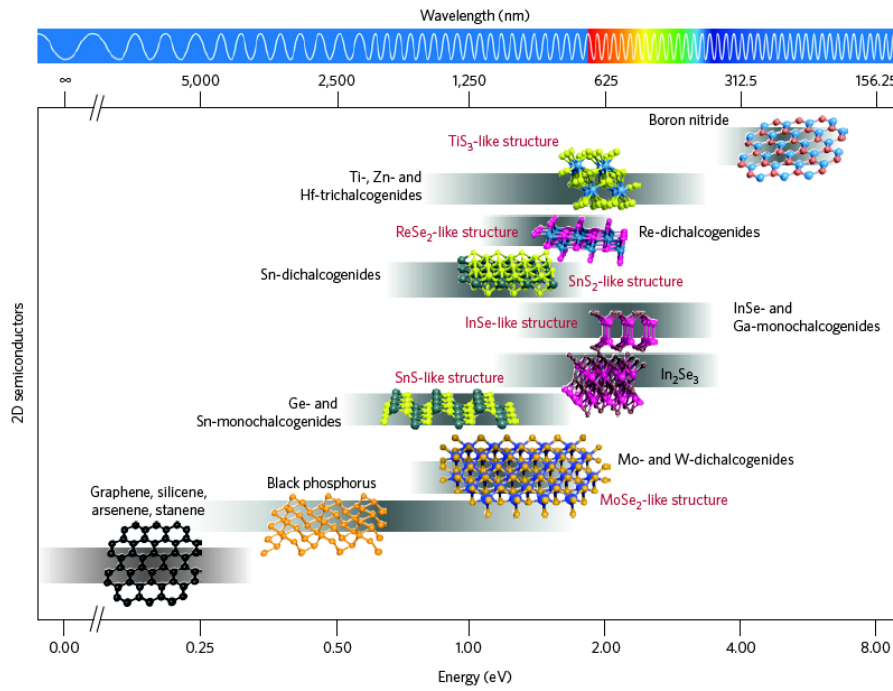 Wavelength (nm)
∞ 5,000 2,500 1,250 625 312.5 156.25
Boron nitride
TiS₃-like structure
Ti-, Zn- and
Hf-trichalcogenides
ReSe₂-like structure
Re-dichalcogenides
Sn-dichalcogenides
SnS₂-like structure
InSe-like structure
InSe- and
Ga-monochalcogenides
In₂Se₃
SnS-like structure
Ge- and
Sn-monochalcogenides
Mo- and W-dichalcogenides
MoSe₂-like structure
Black phosphorus
Graphene, silicene,
arsenene, stanene
2D semiconductors
0.00 0.25 0.50 1.00 2.00 4.00 8.00
Energy (eV)